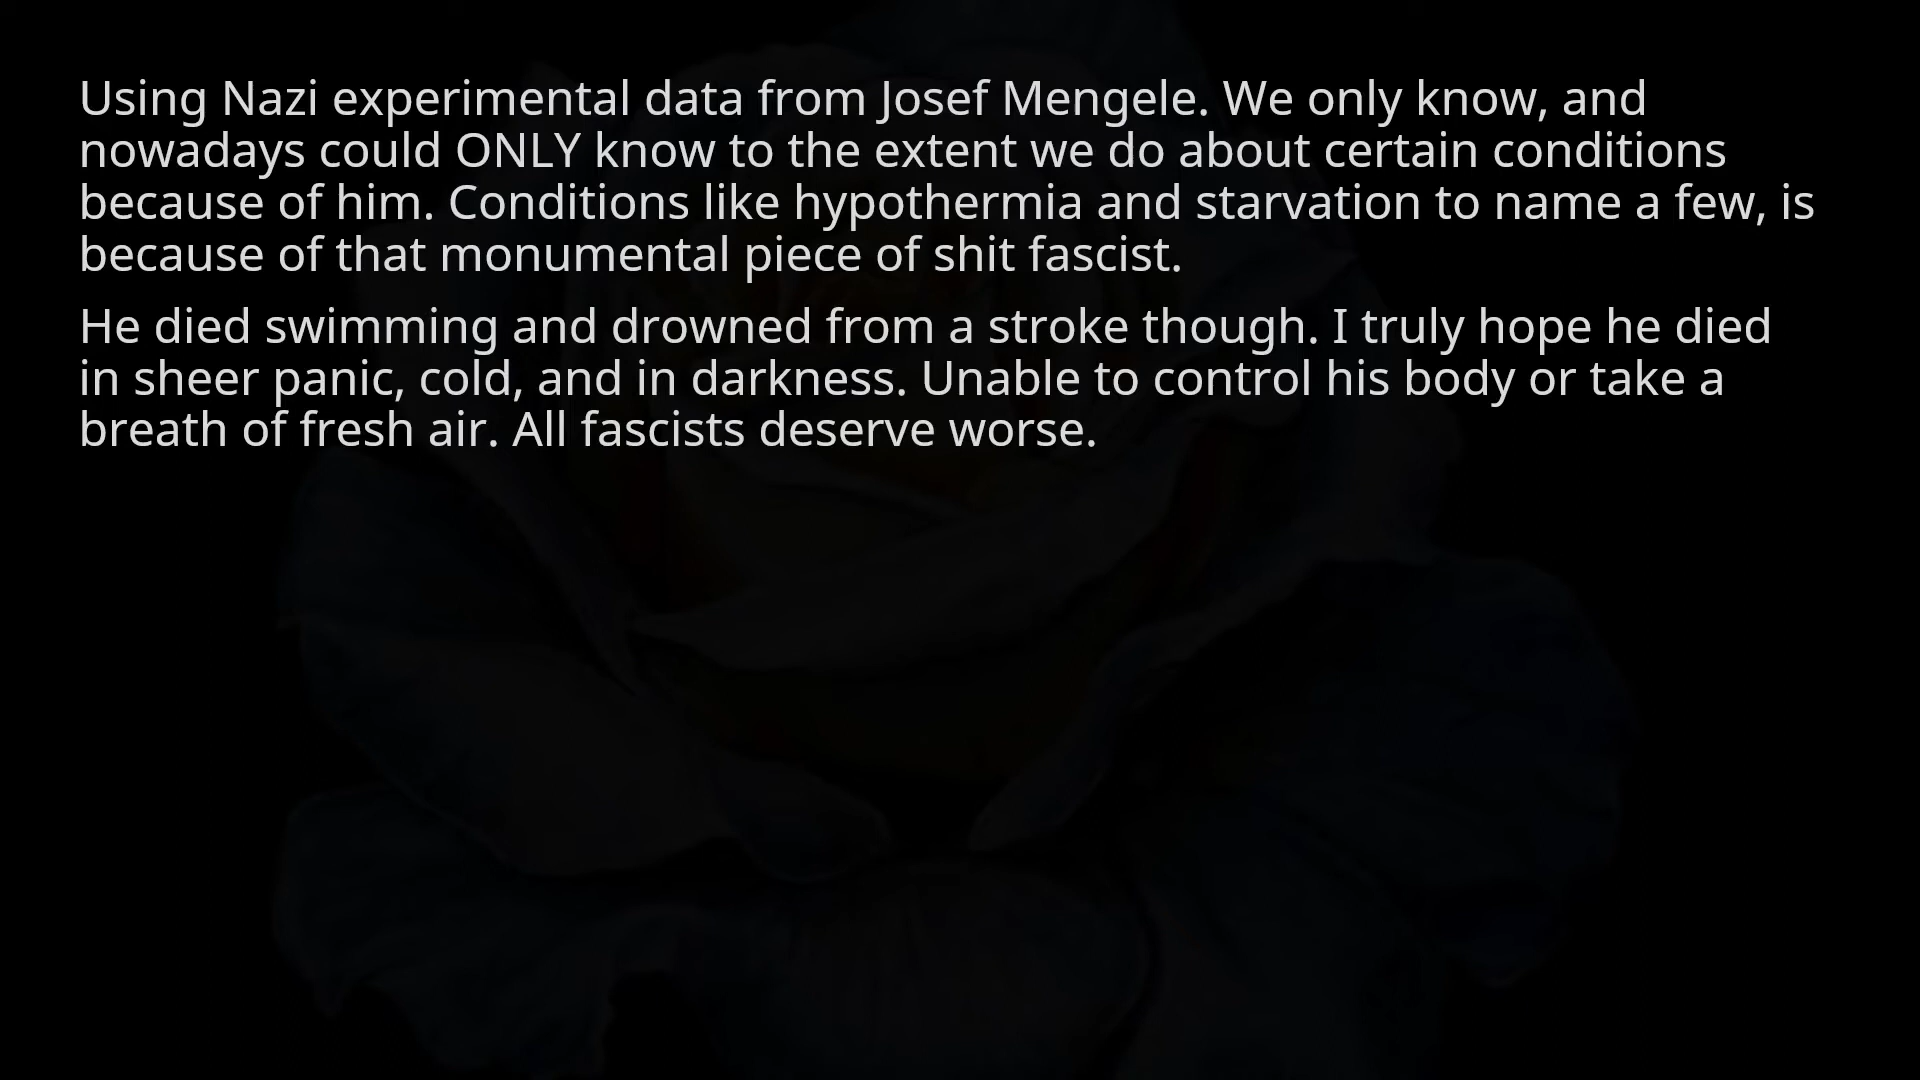 Using Nazi experimental data from Josef Mengele. We only know, and
nowadays could ONLY know to the extent we do about certain conditions
because of him. Conditions like hypothermia and starvation to name a few, is
because of that monumental piece of shit fascist.
He died swimming and drowned from a stroke though. I truly hope he died
in sheer panic, cold, and in darkness. Unable to control his body or take a
breath of fresh air. All fascists deserve worse.